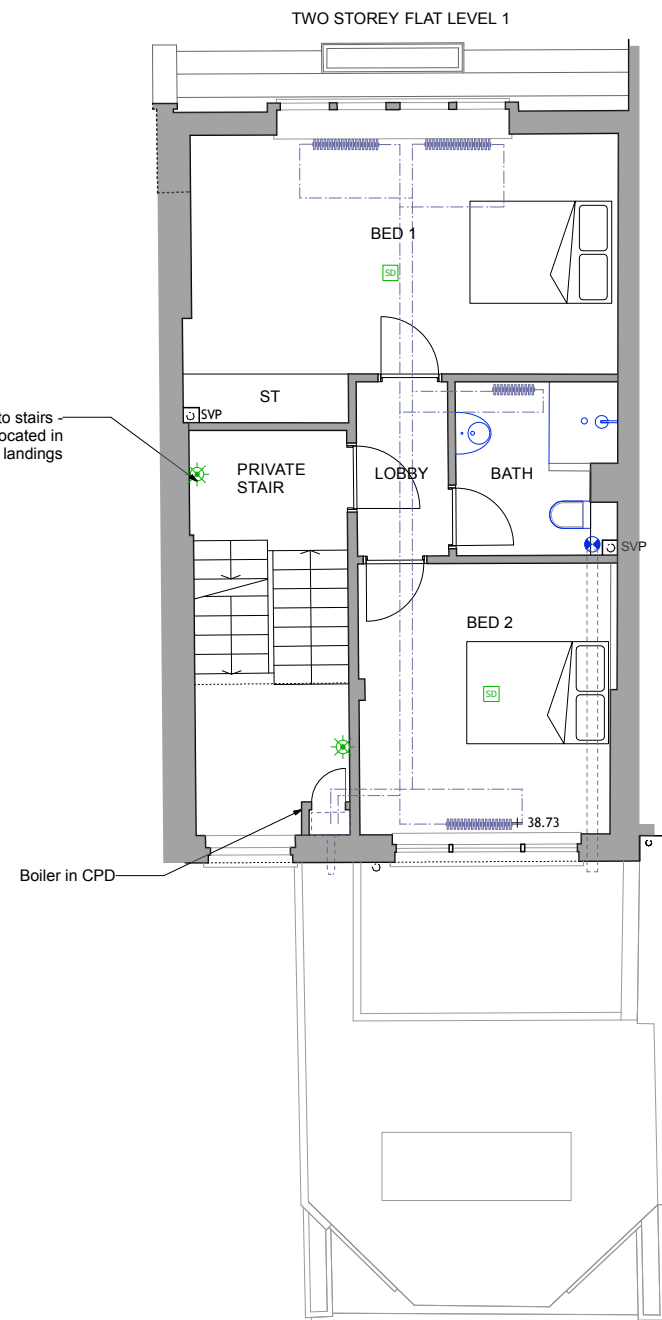 TWO STOREY FLAT LEVEL 1
BED 1
SD
ST
SVP
to stairs -
located in
landings
PRIVATE
STAIR
LOBBY
BATH
SVP
BED 2
SD
38.73
Boiler in CPD